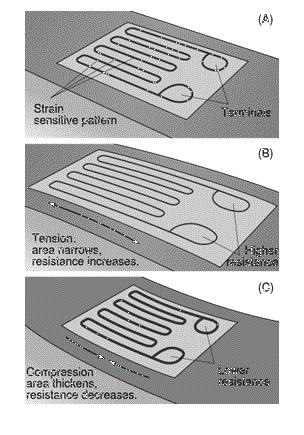 (A)
Strain
sensitive pattern
Terminals
(B)
Tension:
area narrows,
resistance increases.
Higher
resistance
(C)
Compression
area thickens,
resistance decreases.
Lower
resistance